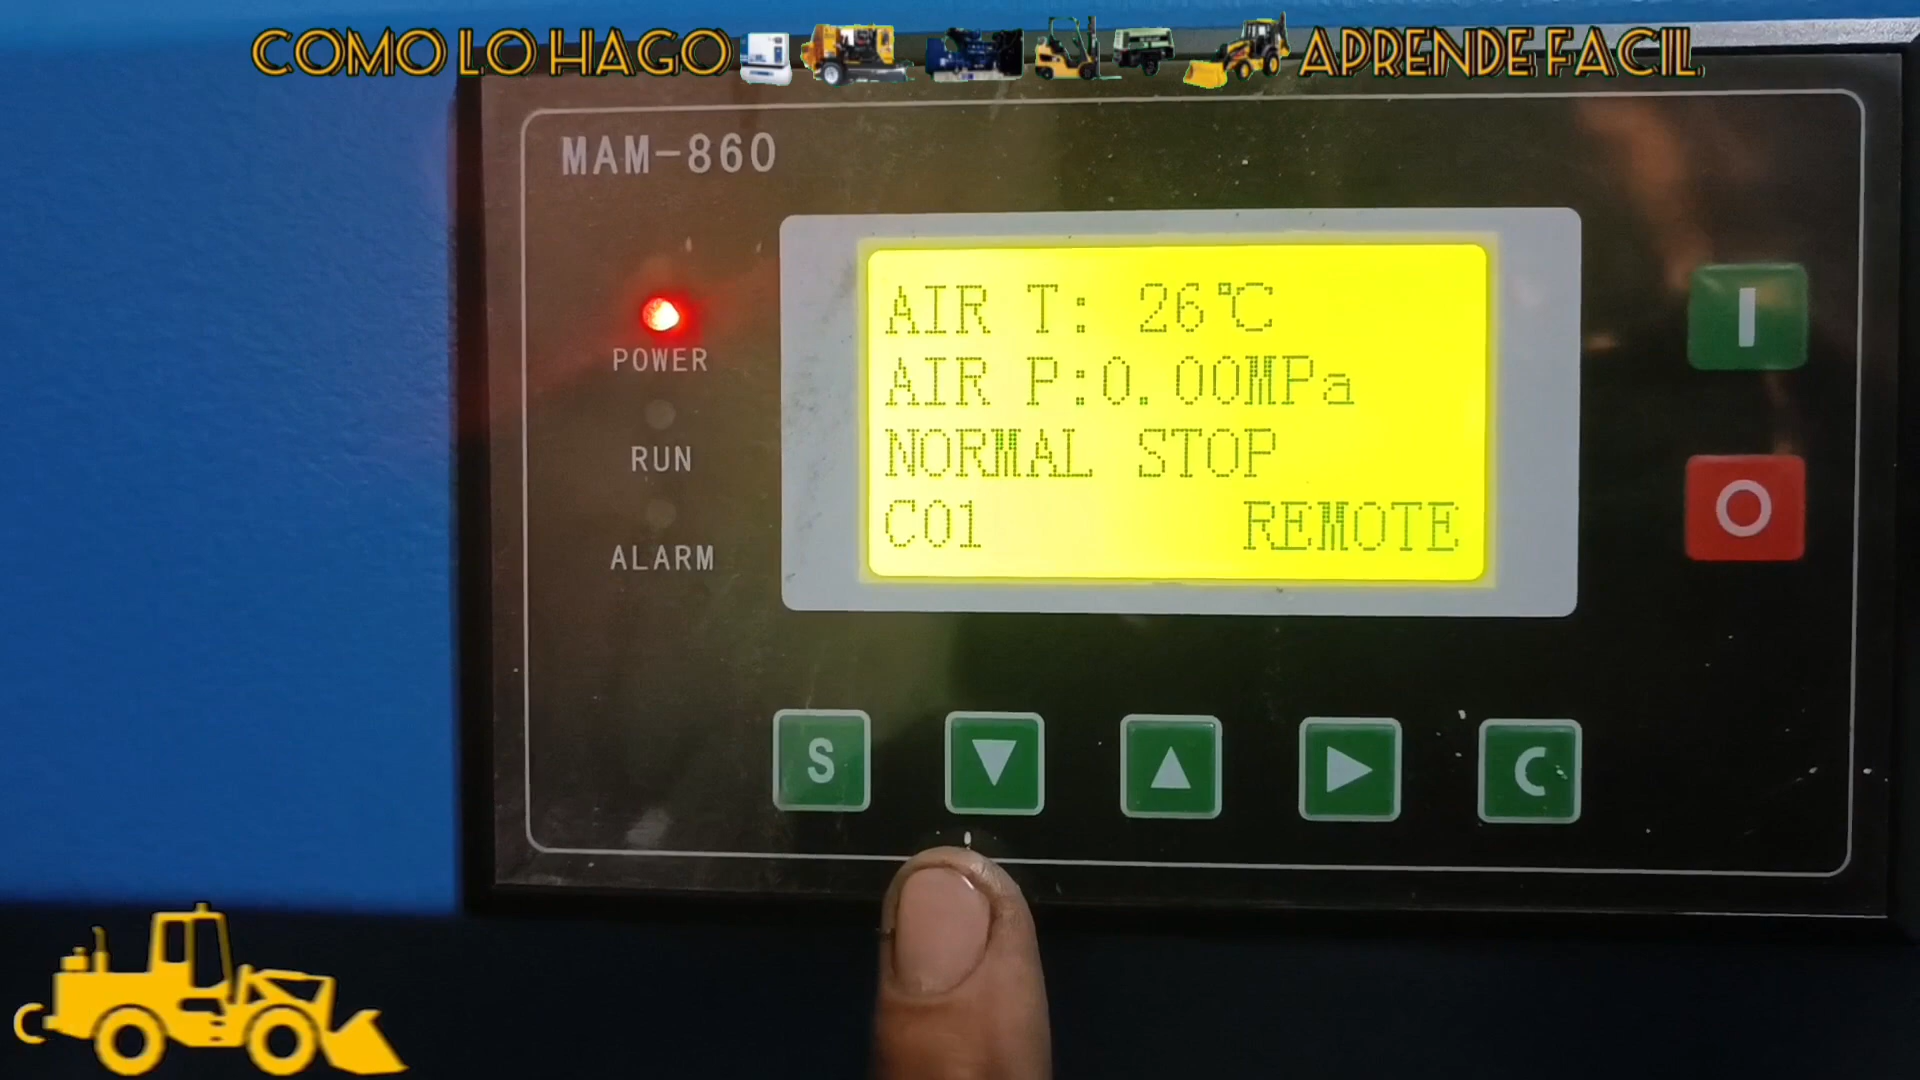 COMO LO HAGO APRENDE FACIL
MAM-860
POWER
RUN
ALARM
AIR T: 26℃
AIR P:0.00MPa
NORMAL STOP
C01 REMOTE
I
O
S
C